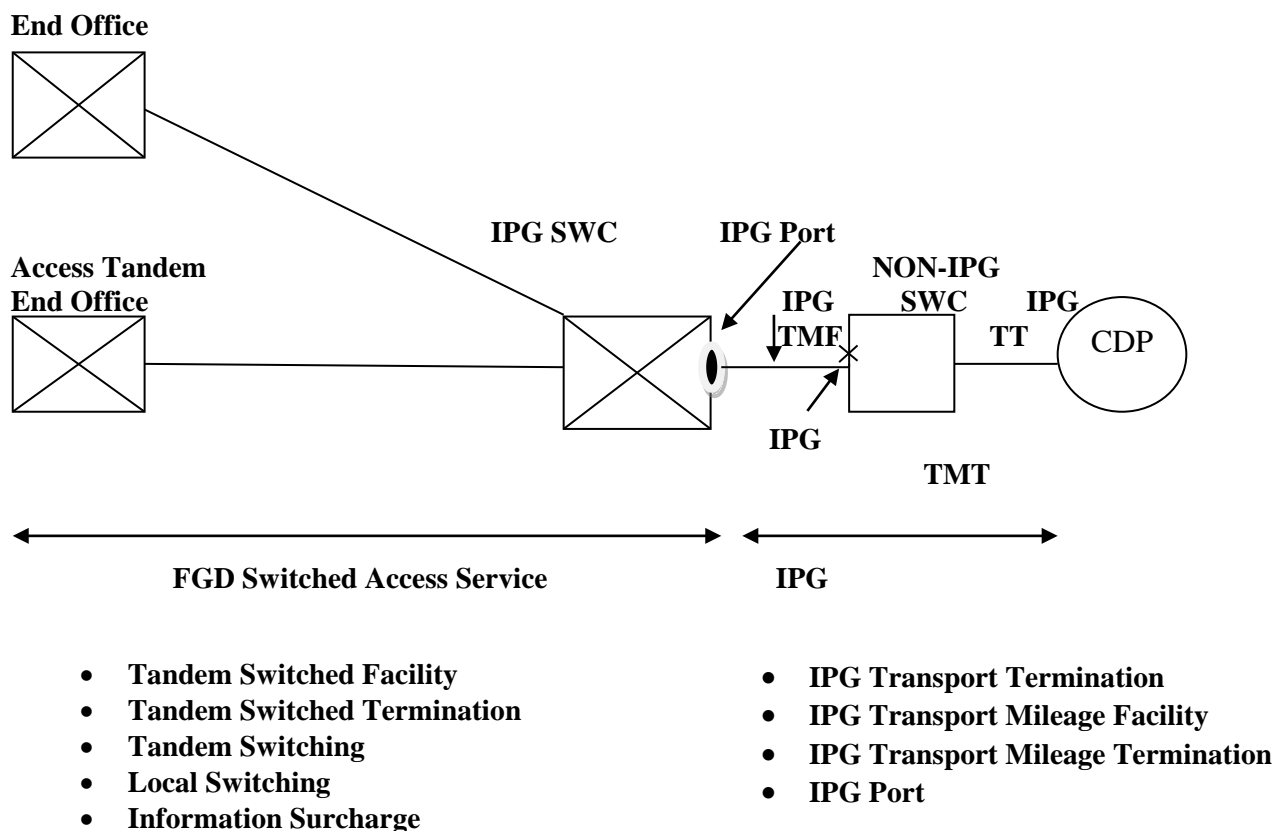 End Office
IPG SWC IPG Port
Access Tandem NON-IPG
End Office IPG SWC IPG
TMF TT CDP
IPG
TMT
FGD Switched Access Service IPG
• Tandem Switched Facility
• Tandem Switched Termination
• Tandem Switching
• Local Switching
• Information Surcharge
• IPG Transport Termination
• IPG Transport Mileage Facility
• IPG Transport Mileage Termination
• IPG Port